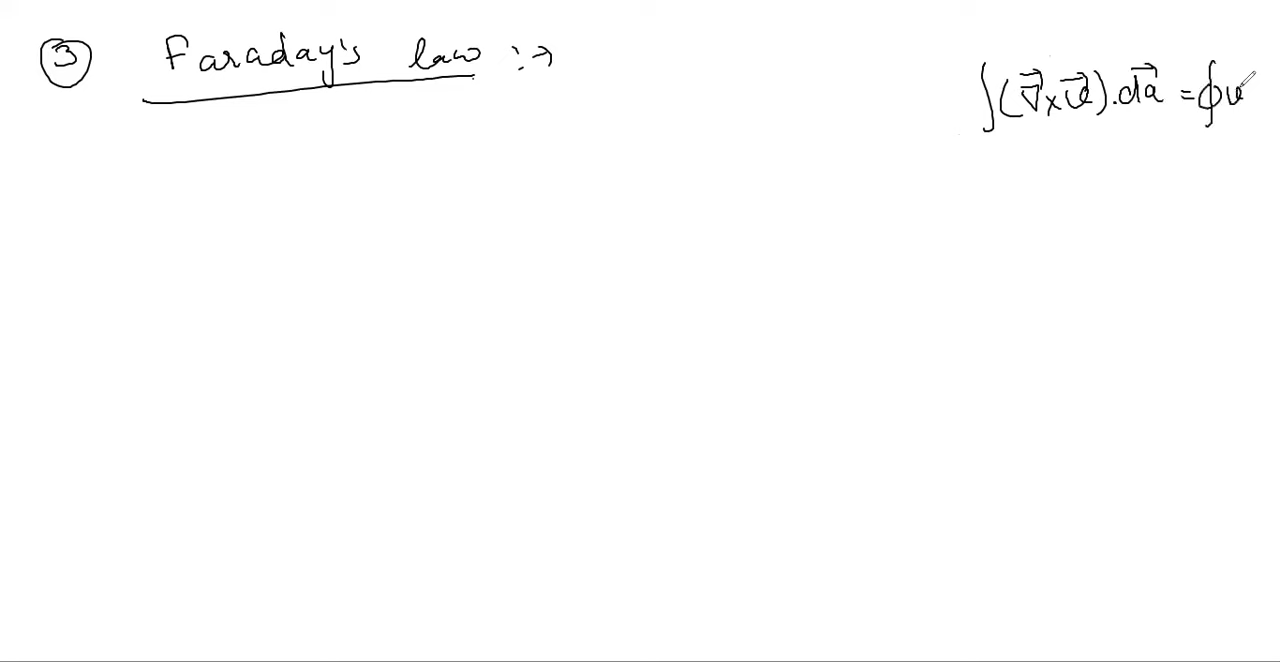 ③ Faraday's law :→
∫(∇⃗×v⃗).da⃗ = ∮v